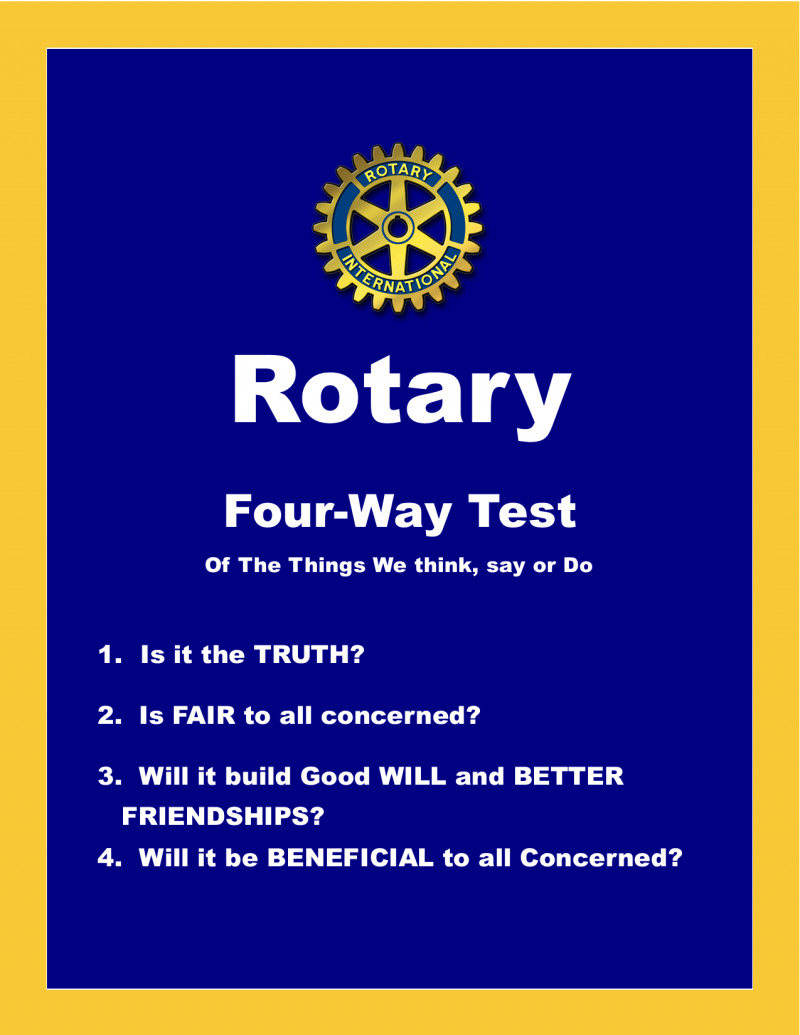 ROTARY
INTERNATIONAL
Rotary
Four-Way Test
Of The Things We think, say or Do
1. Is it the TRUTH?
2. Is FAIR to all concerned?
3. Will it build Good WILL and BETTER
FRIENDSHIPS?
4. Will it be BENEFICIAL to all Concerned?